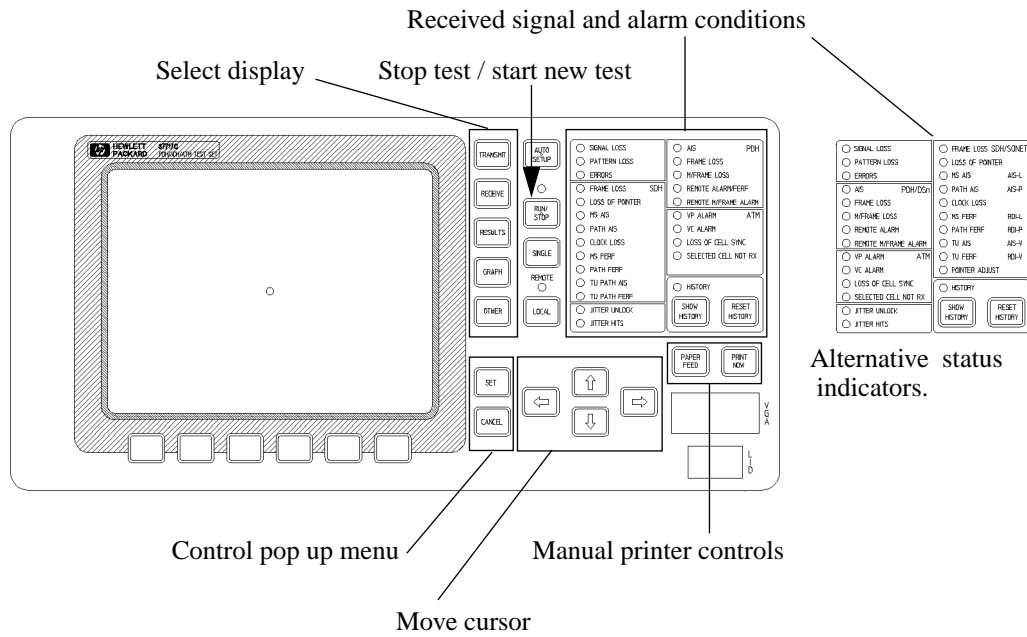 Received signal and alarm conditions
Select display
Stop test / start new test
hp HEWLETT PACKARD 37717C PDH/SDH/ATM TEST SET
TRANSMIT
RECEIVE
RESULTS
GRAPH
OTHER
AUTO SETUP
RUN/ STOP
SINGLE
REMOTE
LOCAL
SIGNAL LOSS
PATTERN LOSS
ERRORS
FRAME LOSS SDH
LOSS OF POINTER
MS AIS
PATH AIS
CLOCK LOSS
MS FERF
PATH FERF
TU PATH AIS
TU PATH FERF
JITTER UNLOCK
JITTER HITS
AIS PDH
FRAME LOSS
M/FRAME LOSS
REMOTE ALARM/FERF
REMOTE M/FRAME ALARM
VP ALARM ATM
VC ALARM
LOSS OF CELL SYNC
SELECTED CELL NOT RX
HISTORY
SHOW HISTORY
RESET HISTORY
PAPER FEED
PRINT NOW
SET
CANCEL
VGA
LID
SIGNAL LOSS
PATTERN LOSS
ERRORS
AIS PDH/DSn
FRAME LOSS
M/FRAME LOSS
REMOTE ALARM
REMOTE M/FRAME ALARM
VP ALARM ATM
VC ALARM
LOSS OF CELL SYNC
SELECTED CELL NOT RX
JITTER UNLOCK
JITTER HITS
FRAME LOSS SDH/SONET
LOSS OF POINTER
MS AIS AIS-L
PATH AIS AIS-P
CLOCK LOSS
MS FERF RDI-L
PATH FERF RDI-P
TU AIS AIS-V
TU FERF RDI-V
POINTER ADJUST
HISTORY
SHOW HISTORY
RESET HISTORY
Alternative status
indicators.
Control pop up menu
Manual printer controls
Move cursor